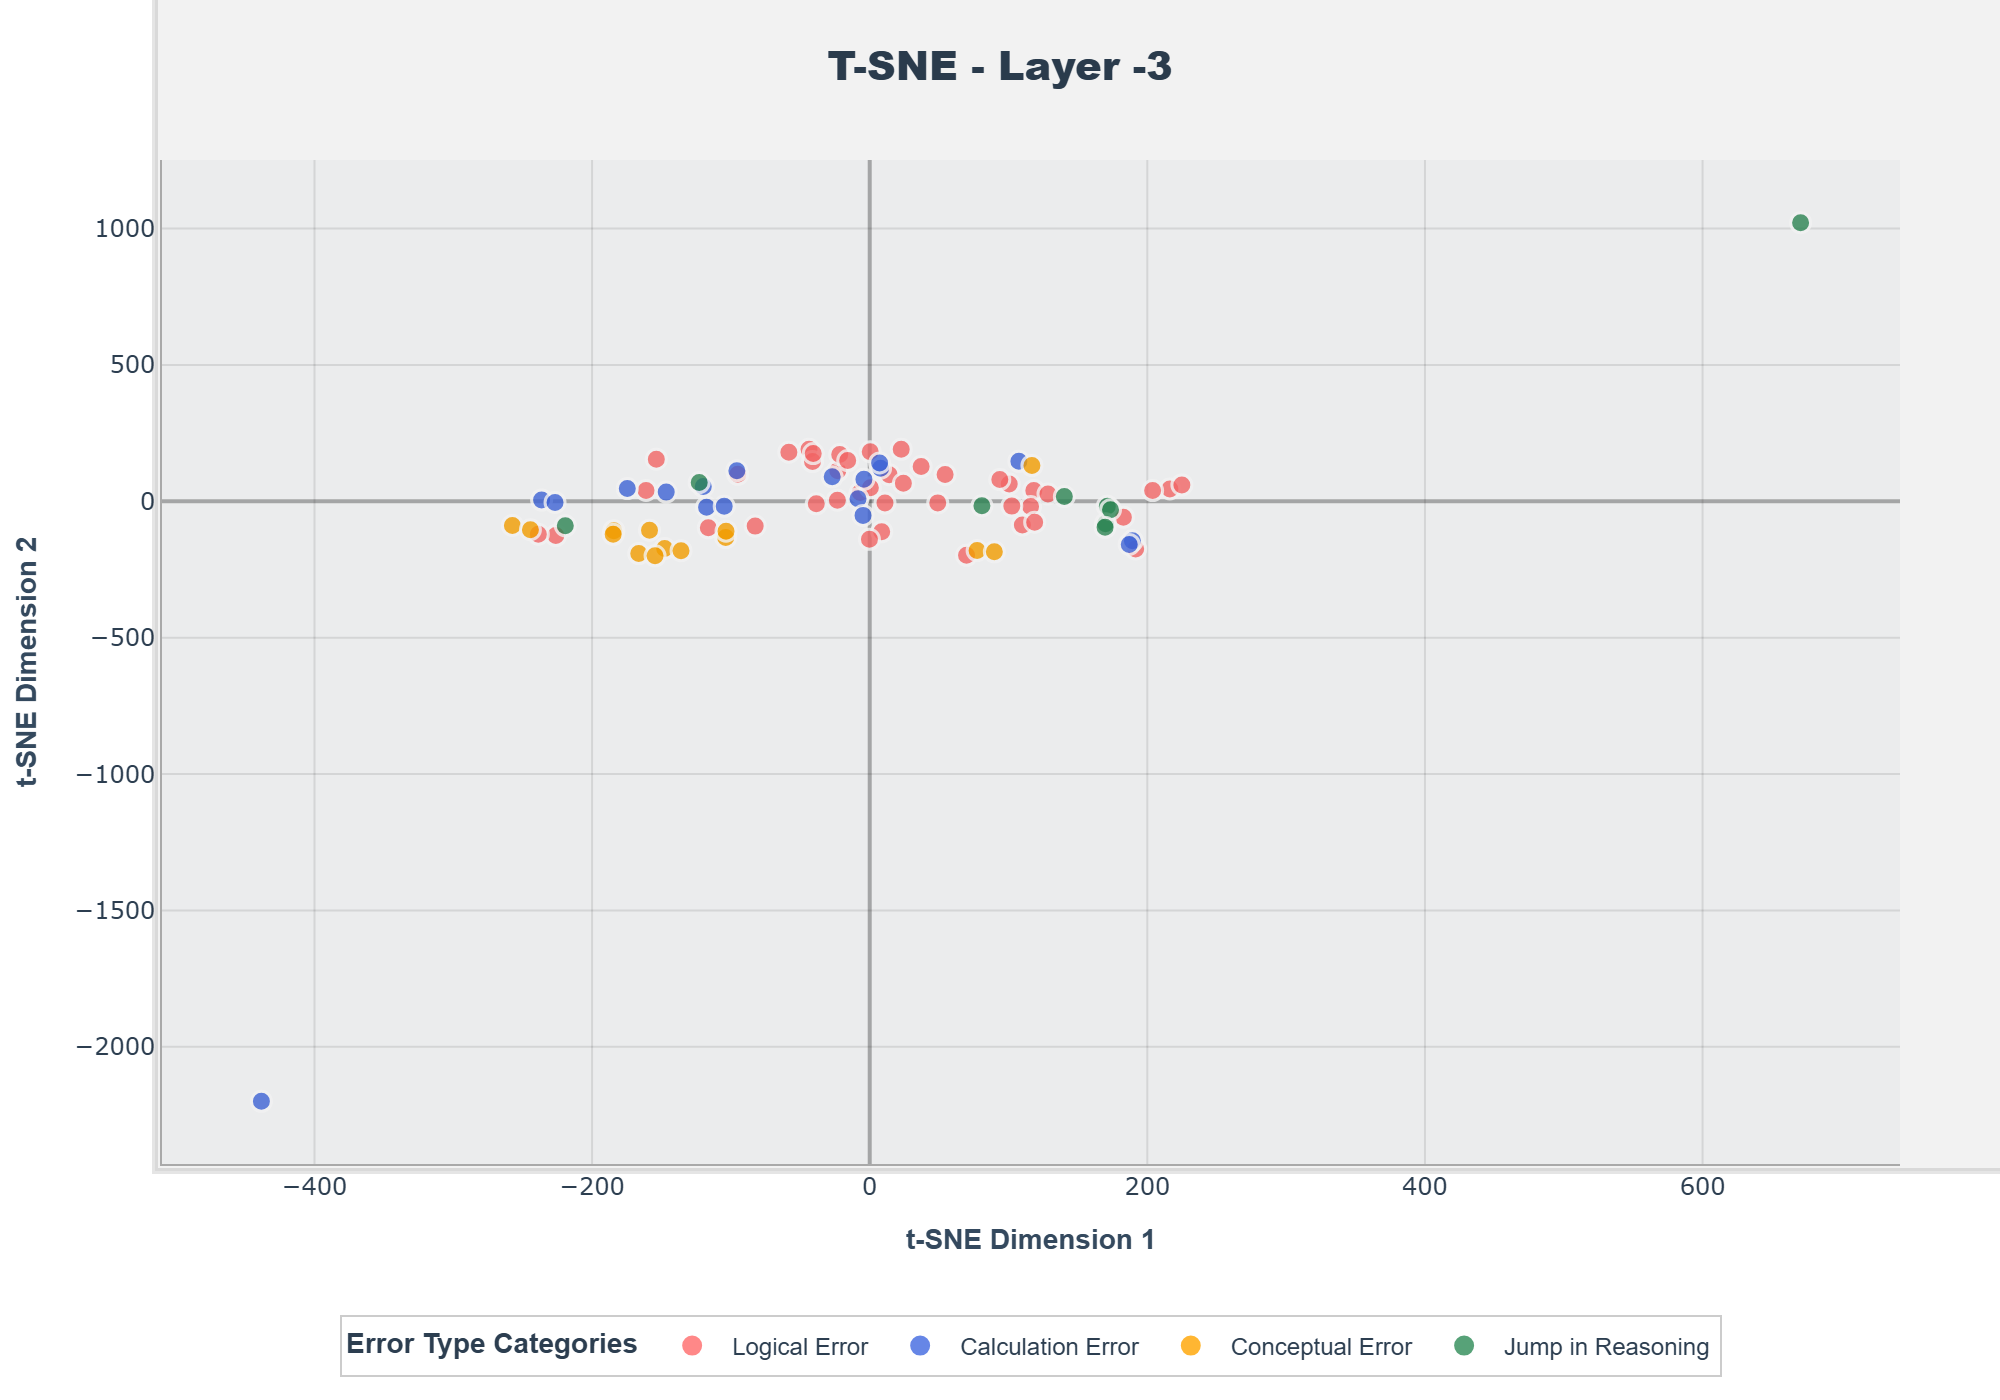 T-SNE - Layer -3
t-SNE Dimension 2
1000
500
0
−500
−1000
−1500
−2000
−400
−200
0
200
400
600
t-SNE Dimension 1
Error Type Categories
Logical Error
Calculation Error
Conceptual Error
Jump in Reasoning